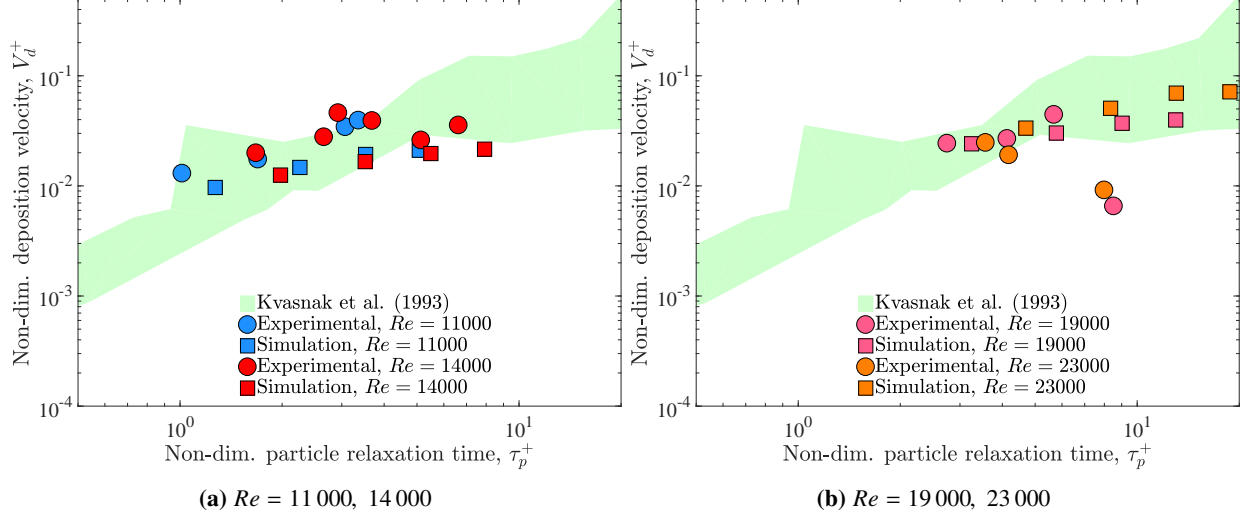 Non-dim. deposition velocity, V_d^+
10^-1
10^-2
10^-3
10^-4
Kvasnak et al. (1993)
Experimental, Re = 11000
Simulation, Re = 11000
Experimental, Re = 14000
Simulation, Re = 14000
10^0
10^1
Non-dim. particle relaxation time, τ_p^+
(a) Re = 11 000, 14 000
Non-dim. deposition velocity, V_d^+
10^-1
10^-2
10^-3
10^-4
Kvasnak et al. (1993)
Experimental, Re = 19000
Simulation, Re = 19000
Experimental, Re = 23000
Simulation, Re = 23000
10^0
10^1
Non-dim. particle relaxation time, τ_p^+
(b) Re = 19 000, 23 000